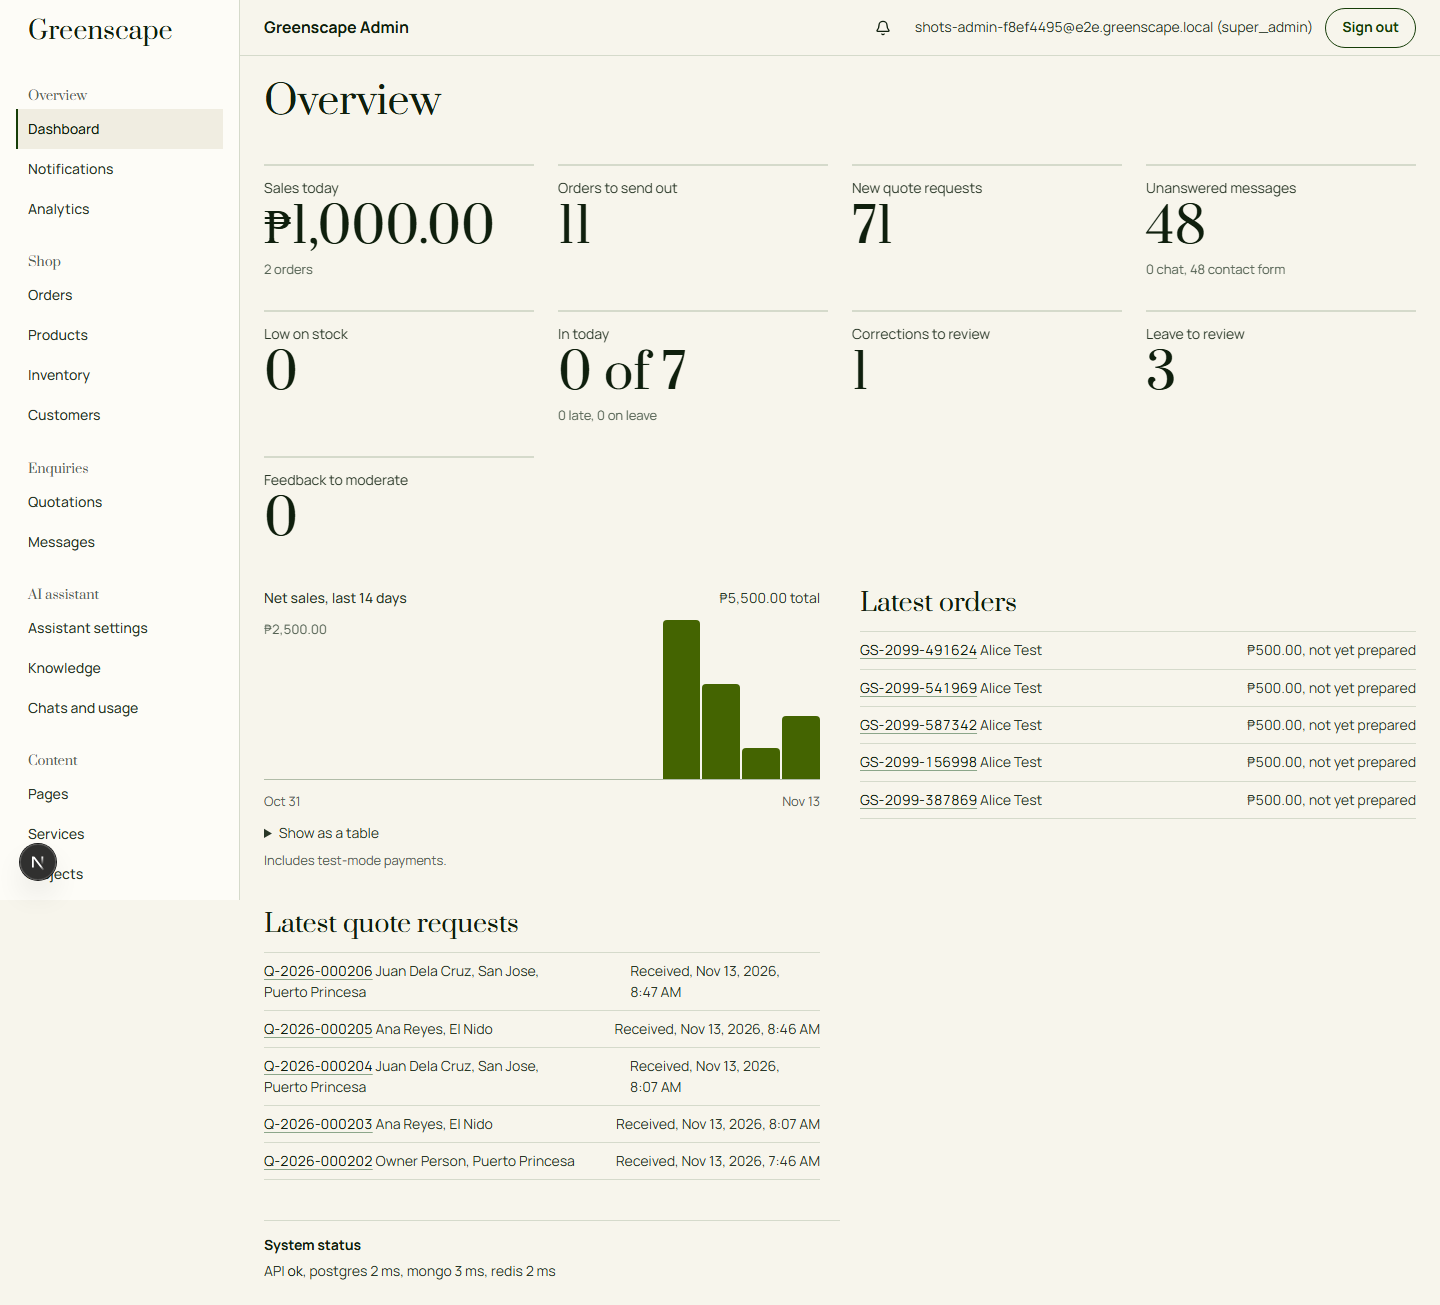 Greenscape
Overview
Dashboard
Notifications
Analytics
Shop
Orders
Products
Inventory
Customers
Enquiries
Quotations
Messages
AI assistant
Assistant settings
Knowledge
Chats and usage
Content
Pages
Services
jects
Greenscape Admin
shots-admin-f8ef4495@e2e.greenscape.local (super_admin)
Sign out
Overview
Sales today
₱1,000.00
2 orders
Orders to send out
11
New quote requests
71
Unanswered messages
48
0 chat, 48 contact form
Low on stock
0
In today
0 of 7
0 late, 0 on leave
Corrections to review
1
Leave to review
3
Feedback to moderate
0
Net sales, last 14 days
₱5,500.00 total
₱2,500.00
Oct 31
Nov 13
Show as a table
Includes test-mode payments.
Latest orders
GS-2099-491624 Alice Test ₱500.00, not yet prepared
GS-2099-541969 Alice Test ₱500.00, not yet prepared
GS-2099-587342 Alice Test ₱500.00, not yet prepared
GS-2099-156998 Alice Test ₱500.00, not yet prepared
GS-2099-387869 Alice Test ₱500.00, not yet prepared
Latest quote requests
Q-2026-000206 Juan Dela Cruz, San Jose,
Puerto Princesa
Received, Nov 13, 2026,
8:47 AM
Q-2026-000205 Ana Reyes, El Nido
Received, Nov 13, 2026, 8:46 AM
Q-2026-000204 Juan Dela Cruz, San Jose,
Puerto Princesa
Received, Nov 13, 2026,
8:07 AM
Q-2026-000203 Ana Reyes, El Nido
Received, Nov 13, 2026, 8:07 AM
Q-2026-000202 Owner Person, Puerto Princesa
Received, Nov 13, 2026, 7:46 AM
System status
API ok, postgres 2 ms, mongo 3 ms, redis 2 ms